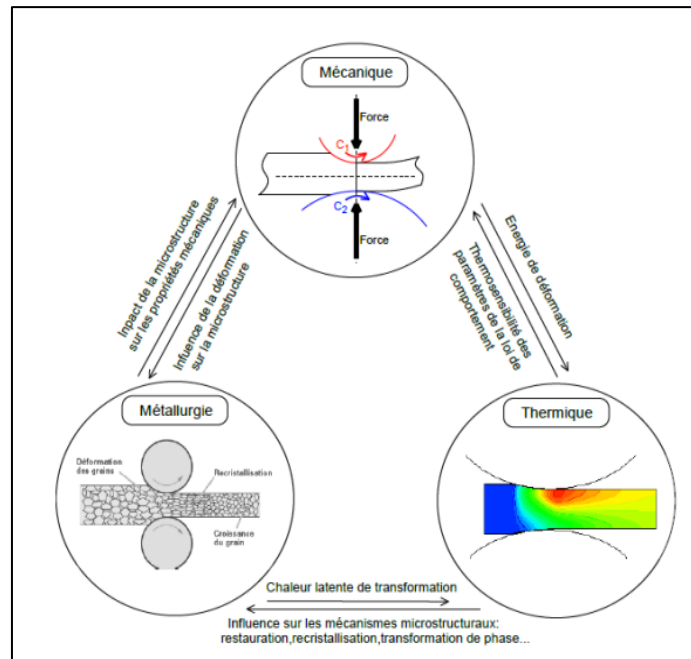 Mécanique
Force
C1
C2
Force
Inpact de la microstructure
sur les propriétés mécaniques
Infuence de la déformation
sur la microstructure
Energie de déformation
Thermosensibilité des
paramètres de la loi de
comportement
Métallurgie
Déformation
des grains
Recristallisation
Croissance
du grain
Thermique
Chaleur latente de transformation
Influence sur les mécanismes microstructuraux:
restauration,recristallisation,transformation de phase...